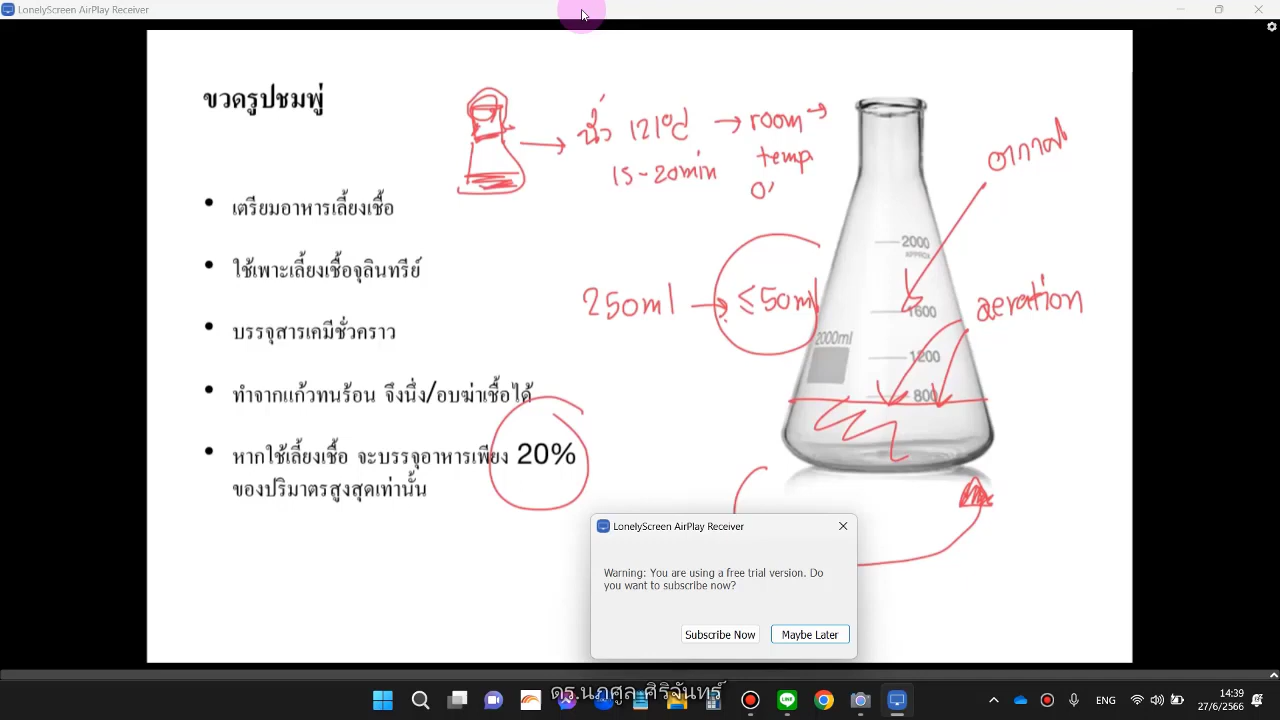 LonelyScreen AirPlay Receiver
ขวดรูปชมพู่
นึ่ง 121°C → room →
15-20min temp
อากาศ
• เตรียมอาหารเลี้ยงเชื้อ
• ใช้เพาะเลี้ยงเชื้อจุลินทรีย์
2000
APPROX
250ml → ≤50ml
aeration
1600
• บรรจุสารเคมีชั่วคราว
2000ml
1200
• ทำจากแก้วทนร้อน จึงนึ่ง/อบฆ่าเชื้อได้
800
• หากใช้เลี้ยงเชื้อ จะบรรจุอาหารเพียง 20%
ของปริมาตรสูงสุดเท่านั้น
LonelyScreen AirPlay Receiver
Warning: You are using a free trial version. Do
you want to subscribe now?
Subscribe Now Maybe Later
ดร.นภศูล ศิริจันทร์
ENG
14:39
27/6/2566